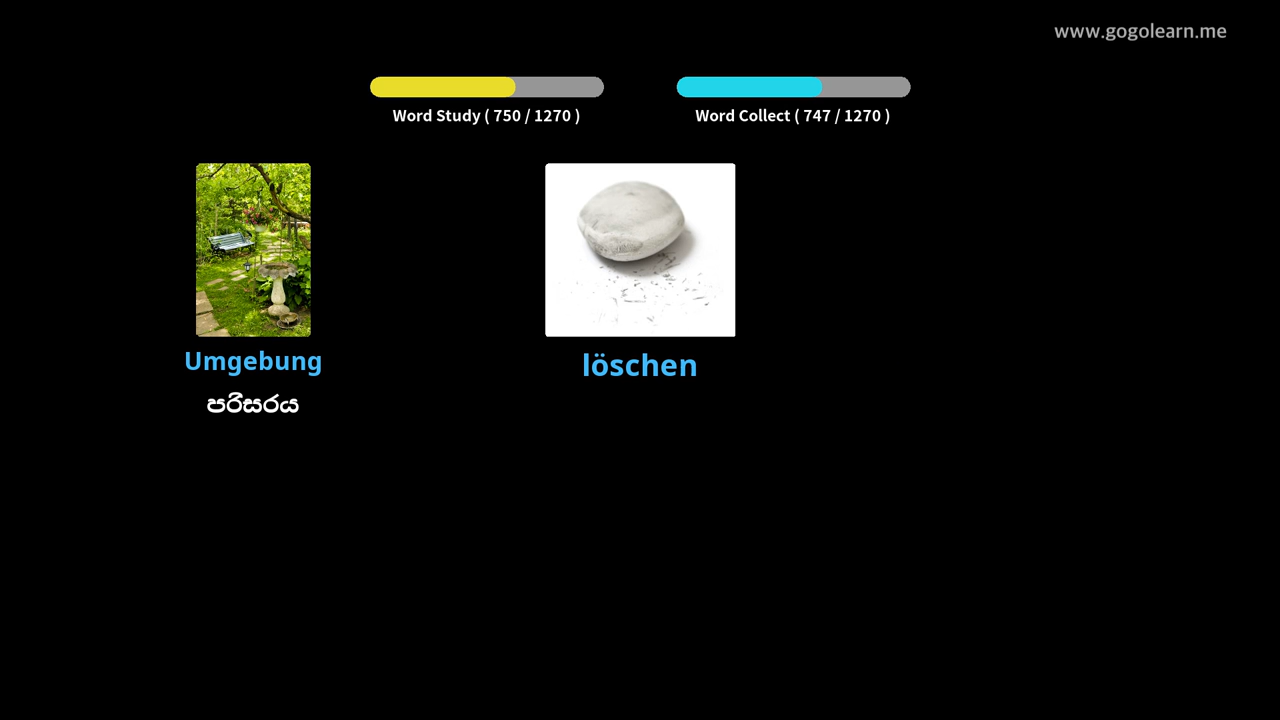 www.gogolearn.me
Word Study ( 750 / 1270 )
Word Collect ( 747 / 1270 )
Umgebung
පරිසරය
löschen